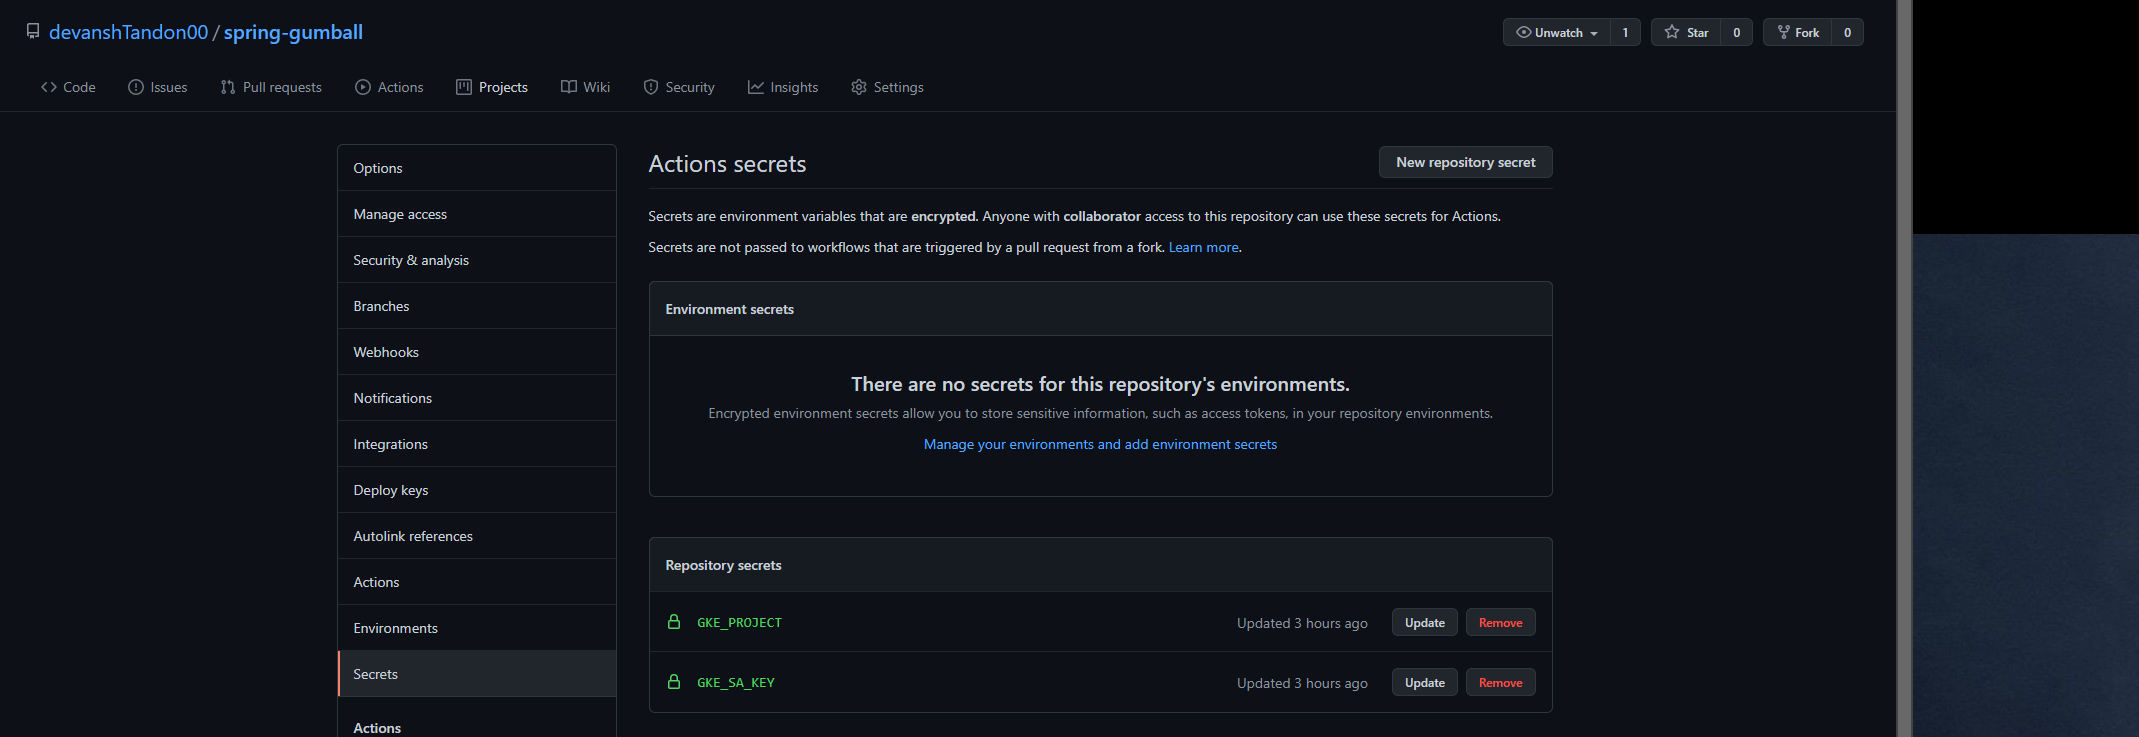 devanshTandon00 / spring-gumball
Unwatch 1 Star 0 Fork 0
Code Issues Pull requests Actions Projects Wiki Security Insights Settings
Options
Manage access
Security & analysis
Branches
Webhooks
Notifications
Integrations
Deploy keys
Autolink references
Actions
Environments
Secrets
Actions
Actions secrets
New repository secret
Secrets are environment variables that are encrypted. Anyone with collaborator access to this repository can use these secrets for Actions.
Secrets are not passed to workflows that are triggered by a pull request from a fork. Learn more.
Environment secrets
There are no secrets for this repository's environments.
Encrypted environment secrets allow you to store sensitive information, such as access tokens, in your repository environments.
Manage your environments and add environment secrets
Repository secrets
GKE_PROJECT Updated 3 hours ago Update Remove
GKE_SA_KEY Updated 3 hours ago Update Remove